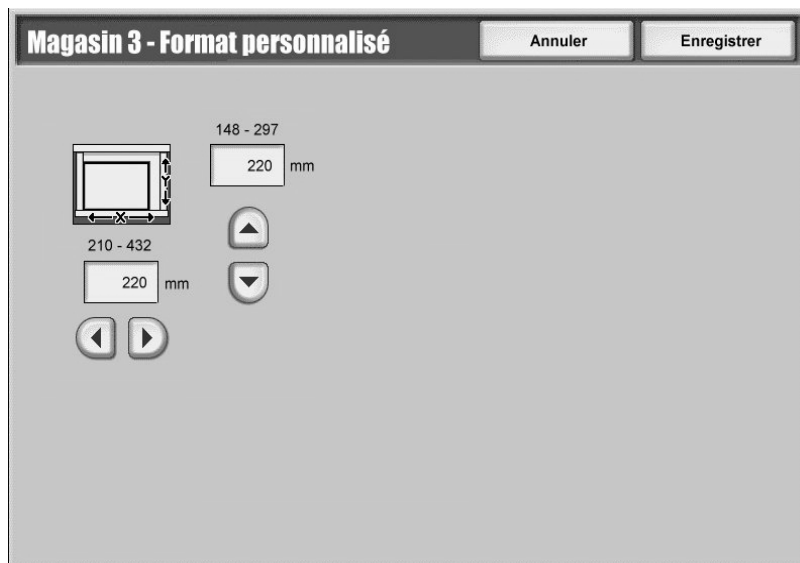 Magasin 3 - Format personnalisé
Annuler
Enregistrer
148 - 297
220 mm
Y
X
210 - 432
220 mm